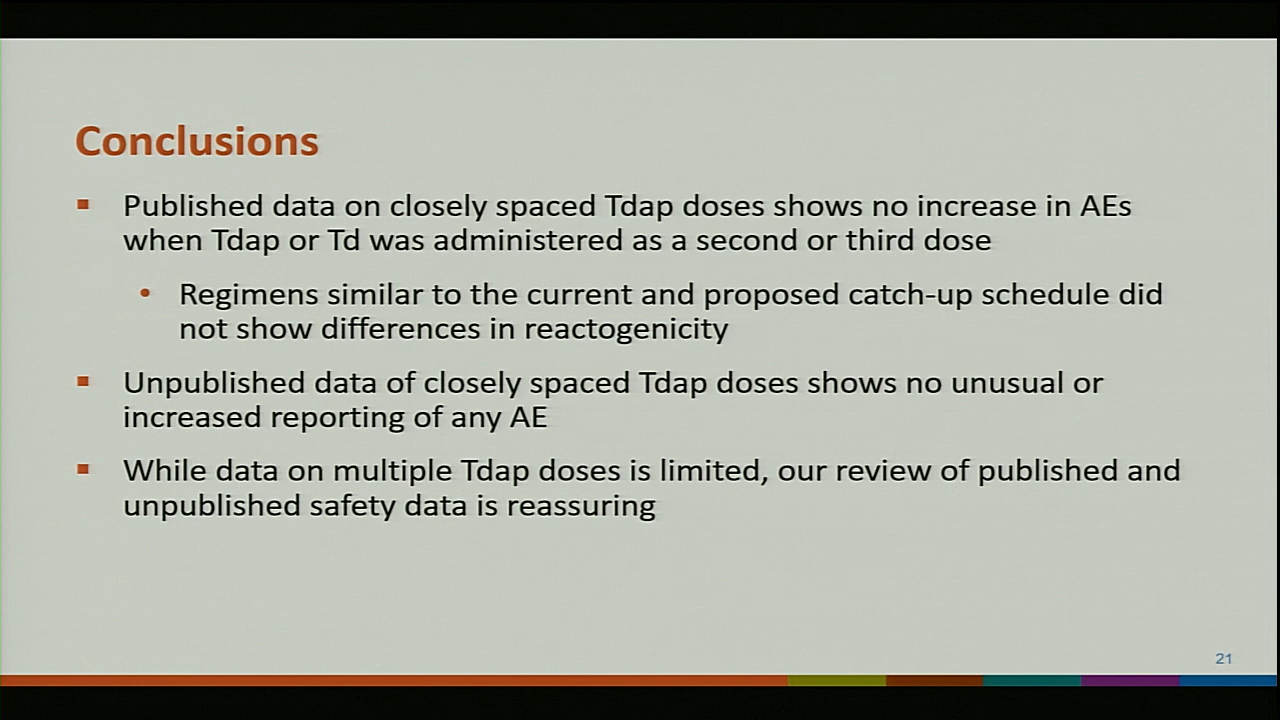 Conclusions
▪ Published data on closely spaced Tdap doses shows no increase in AEs
when Tdap or Td was administered as a second or third dose
• Regimens similar to the current and proposed catch-up schedule did
not show differences in reactogenicity
▪ Unpublished data of closely spaced Tdap doses shows no unusual or
increased reporting of any AE
▪ While data on multiple Tdap doses is limited, our review of published and
unpublished safety data is reassuring
21